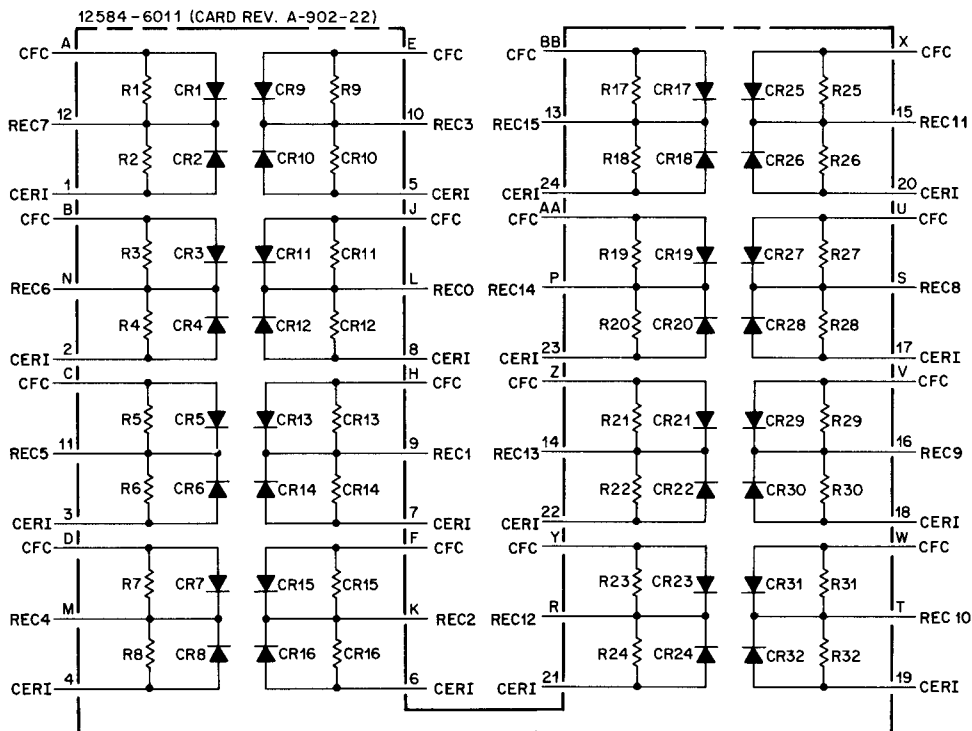 12584-6011 (CARD REV. A-902-22)
CFC A E CFC CFC BB X CFC
R1 CR1 CR9 R9 R17 CR17 CR25 R25
REC7 12 10 REC3 REC15 13 15 REC11
R2 CR2 CR10 CR10 R18 CR18 CR26 R26
CERI 1 5 CERI CERI 24 20 CERI
CFC B J CFC CFC AA U CFC
R3 CR3 CR11 CR11 R19 CR19 CR27 R27
REC6 N L REC0 REC14 P S REC8
R4 CR4 CR12 CR12 R20 CR20 CR28 R28
CERI 2 8 CERI CERI 23 17 CERI
CFC C H CFC CFC Z V CFC
R5 CR5 CR13 CR13 R21 CR21 CR29 R29
REC5 11 9 REC1 REC13 14 16 REC9
R6 CR6 CR14 CR14 R22 CR22 CR30 R30
CERI 3 7 CERI CERI 22 18 CERI
CFC D F CFC CFC Y W CFC
R7 CR7 CR15 CR15 R23 CR23 CR31 R31
REC4 M K REC2 REC12 R T REC10
R8 CR8 CR16 CR16 R24 CR24 CR32 R32
CERI 4 6 CERI CERI 21 19 CERI